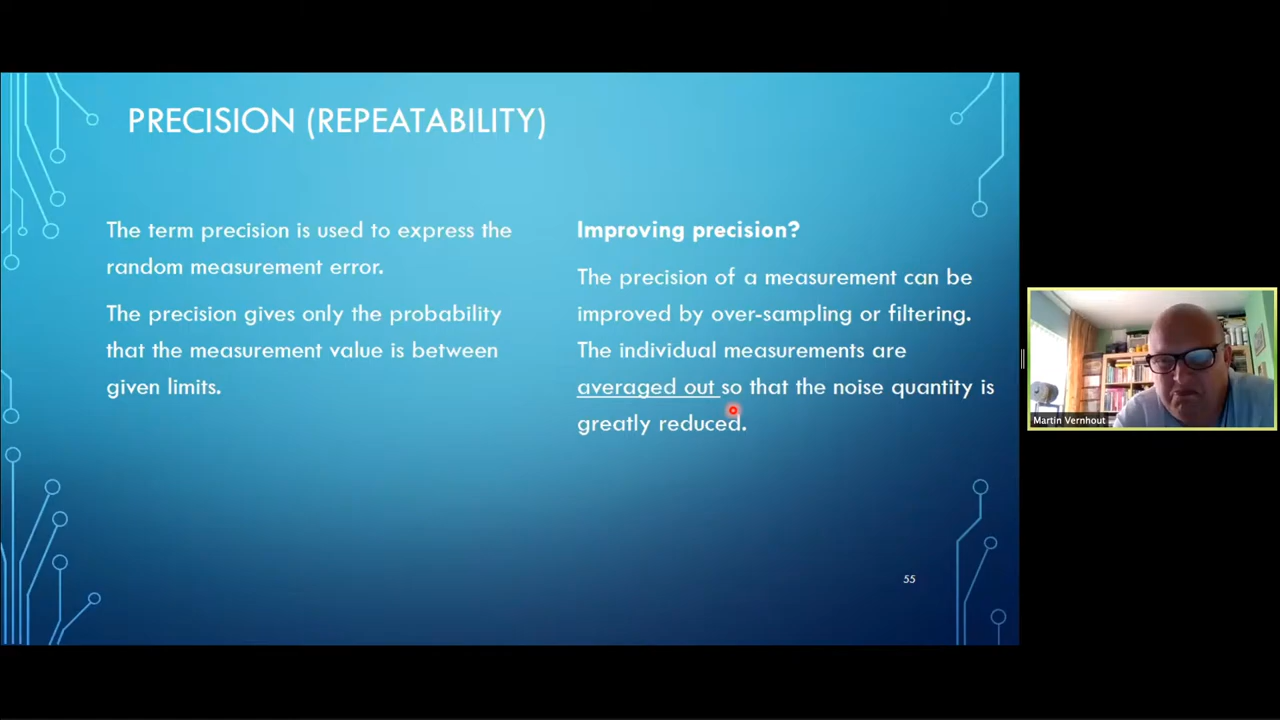 PRECISION (REPEATABILITY)
The term precision is used to express the
random measurement error.
The precision gives only the probability
that the measurement value is between
given limits.
Improving precision?
The precision of a measurement can be
improved by over-sampling or filtering.
The individual measurements are
averaged out so that the noise quantity is
greatly reduced.
55
Martin Vernhout